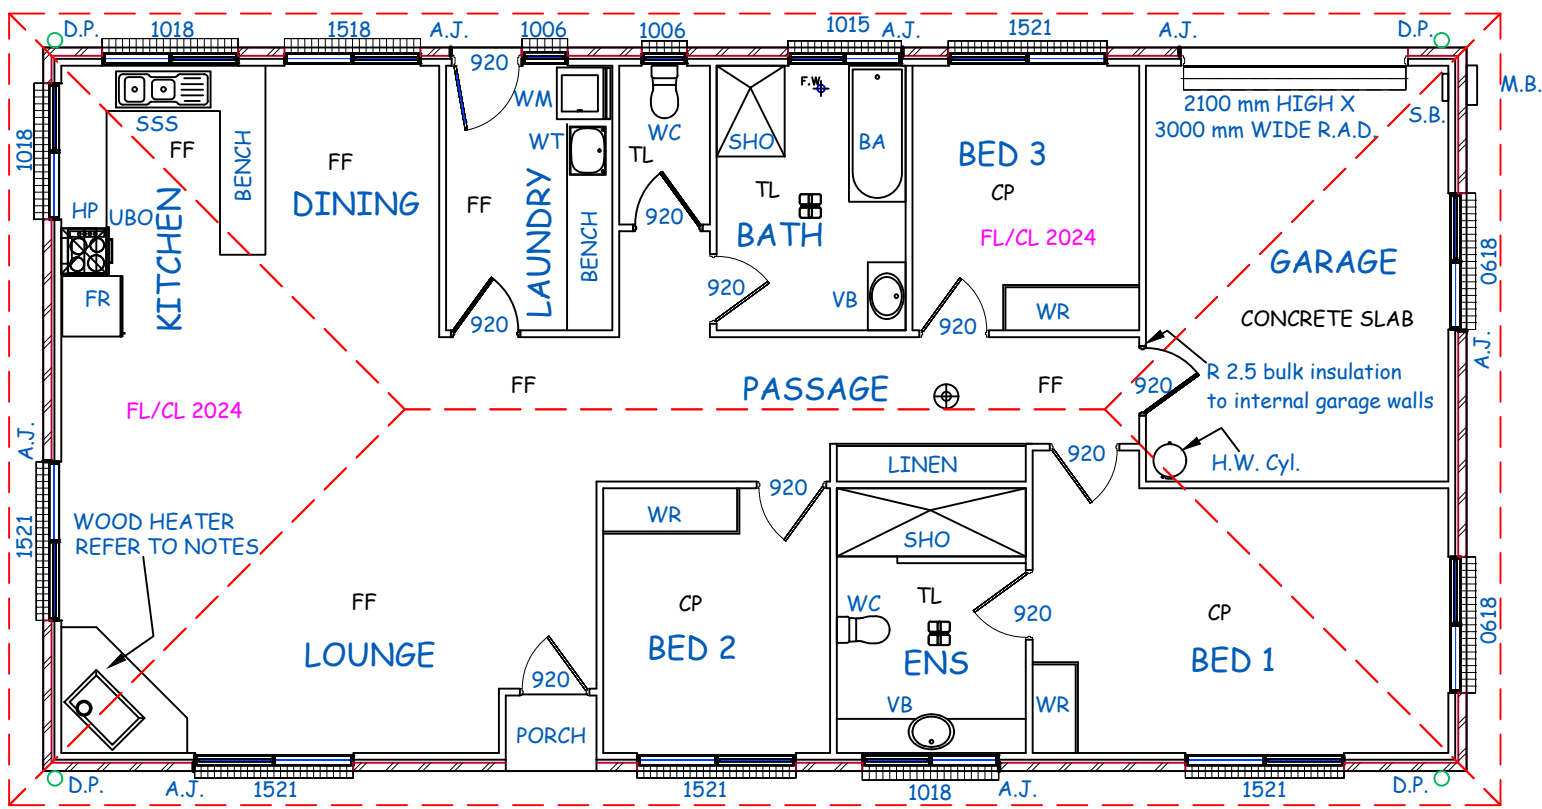 D.P.
1018
1518
A.J.
1006
1006
1015
A.J.
1521
A.J.
D.P.
920
WM
WC
F.W.
M.B.
S.B.
2100 mm HIGH X
3000 mm WIDE R.A.D.
SSS
FF
BENCH
FF
DINING
WT
TL
SHO
BA
BED 3
CP
1018
HP
UBO
KITCHEN
FF
LAUNDRY
BENCH
920
TL
BATH
FL/CL 2024
GARAGE
0618
FR
920
920
VB
920
WR
CONCRETE SLAB
A.J.
FL/CL 2024
FF
PASSAGE
FF
920
R 2.5 bulk insulation
to internal garage walls
A.J.
920
LINEN
920
H.W. Cyl.
1521
WOOD HEATER
REFER TO NOTES
WR
SHO
FF
LOUNGE
CP
BED 2
WC
TL
ENS
920
CP
BED 1
0618
920
PORCH
VB
WR
D.P.
A.J.
1521
1521
1018
A.J.
1521
D.P.